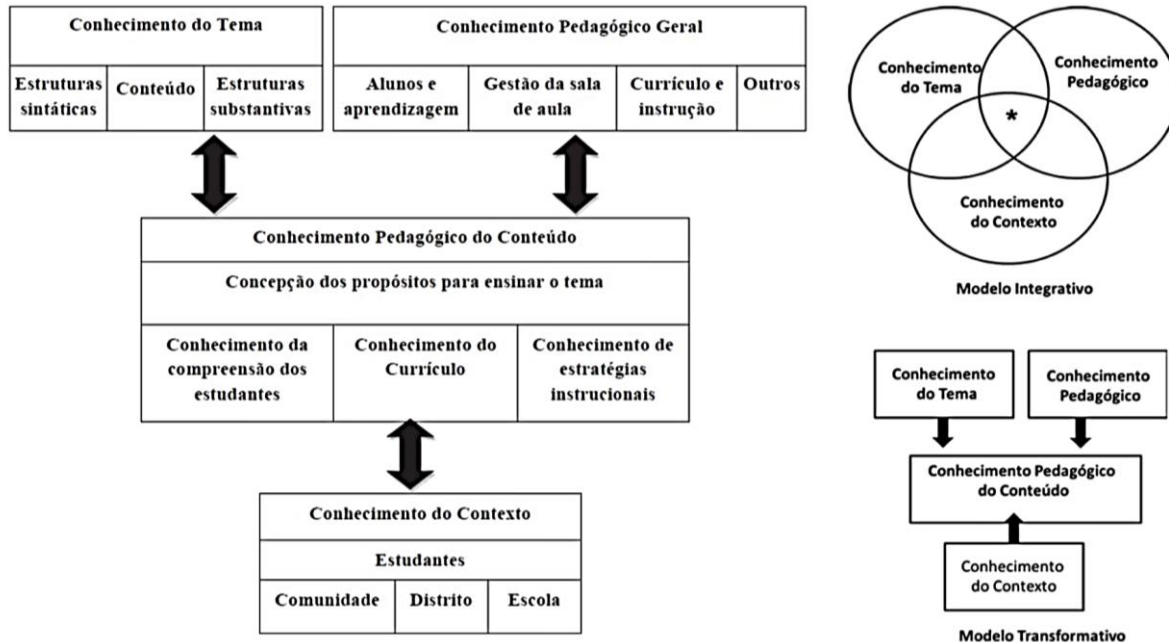 Conhecimento do Tema
Estruturas
sintáticas
Conteúdo
Estruturas
substantivas
Conhecimento Pedagógico Geral
Alunos e
aprendizagem
Gestão da sala
de aula
Currículo e
instrução
Outros
Conhecimento Pedagógico do Conteúdo
Concepção dos propósitos para ensinar o tema
Conhecimento da
compreensão dos
estudantes
Conhecimento do
Currículo
Conhecimento de
estratégias
instrucionais
Conhecimento do Contexto
Estudantes
Comunidade
Distrito
Escola
Conhecimento
do Tema
Conhecimento
Pedagógico
*
Conhecimento
do Contexto
Modelo Integrativo
Conhecimento
do Tema
Conhecimento
Pedagógico
Conhecimento Pedagógico
do Conteúdo
Conhecimento
do Contexto
Modelo Transformativo